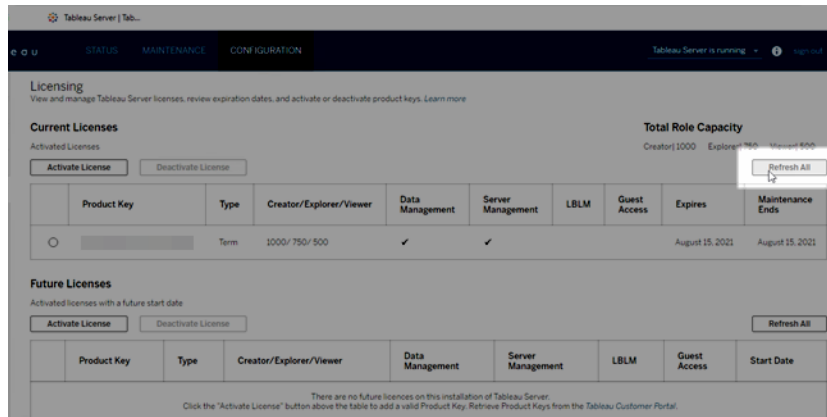 Tableau Server | Tab...
e a u STATUS MAINTENANCE CONFIGURATION Tableau Server is running sign out
Licensing
View and manage Tableau Server licenses, review expiration dates, and activate or deactivate product keys. Learn more
Current Licenses Total Role Capacity
Activated Licenses Creator| 1000 Explorer| 750 Viewer| 500
Activate License Deactivate License Refresh All
Product Key Type Creator/Explorer/Viewer Data Management Server Management LBLM Guest Access Expires Maintenance Ends
Term 1000/ 750/ 500 ✔ ✔ August 15, 2021 August 15, 2021
Future Licenses
Activated licenses with a future start date
Activate License Deactivate License Refresh All
Product Key Type Creator/Explorer/Viewer Data Management Server Management LBLM Guest Access Start Date
There are no future licences on this installation of Tableau Server.
Click the "Activate License" button above the table to add a valid Product Key. Retrieve Product Keys from the Tableau Customer Portal.